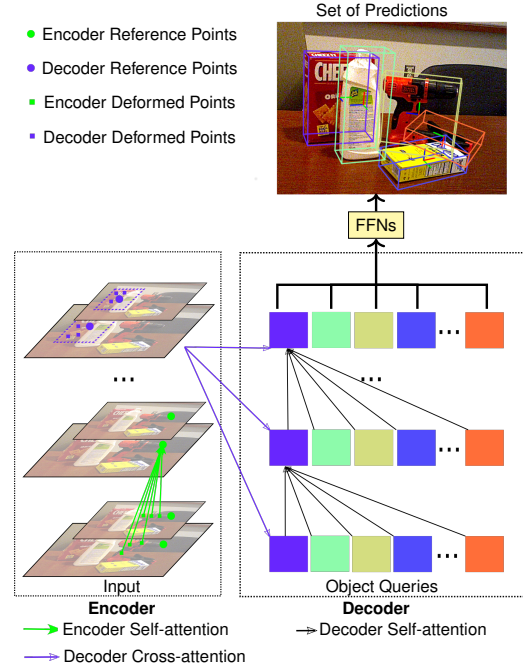 Set of Predictions
Encoder Reference Points
Decoder Reference Points
Encoder Deformed Points
Decoder Deformed Points
CHEE
FFNs
...
...
...
...
...
Input
Object Queries
Encoder
Decoder
Encoder Self-attention
Decoder Self-attention
Decoder Cross-attention